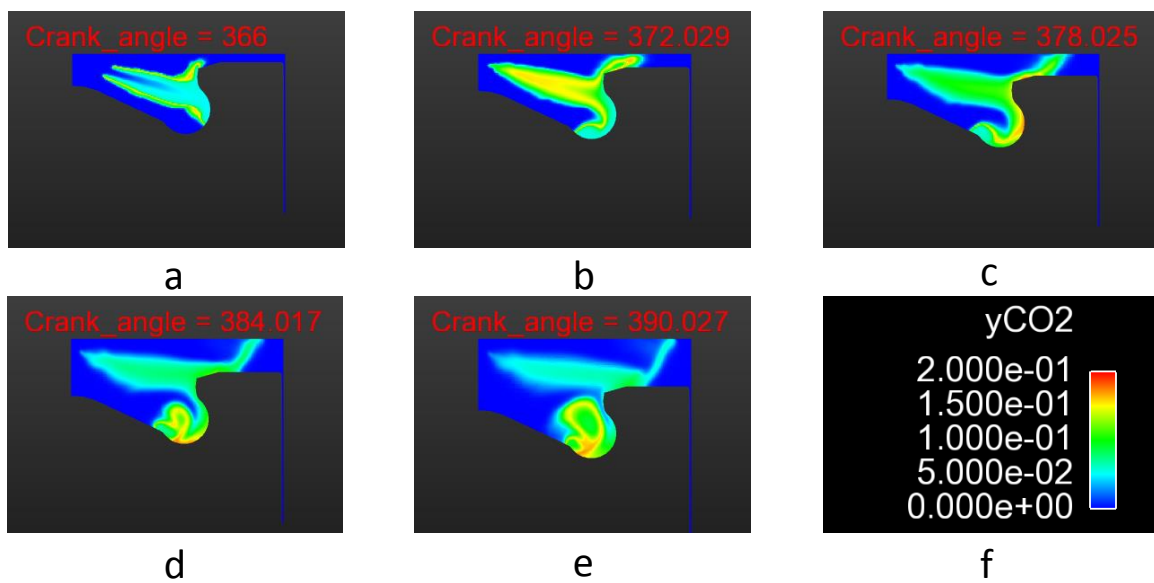 Crank_angle = 366
Crank_angle = 372.029
Crank_angle = 378.025
a
b
c
Crank_angle = 384.017
Crank_angle = 390.027
yCO2
2.000e-01
1.500e-01
1.000e-01
5.000e-02
0.000e+00
d
e
f